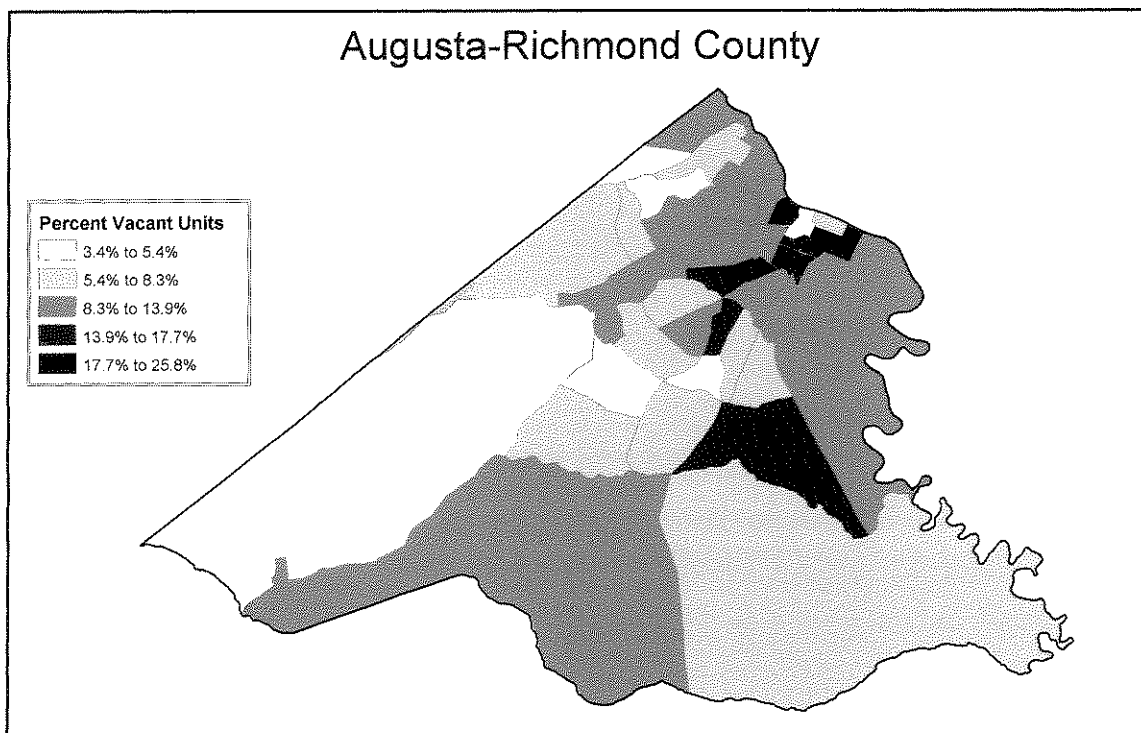 Augusta-Richmond County
Percent Vacant Units
3.4% to 5.4%
5.4% to 8.3%
8.3% to 13.9%
13.9% to 17.7%
17.7% to 25.8%